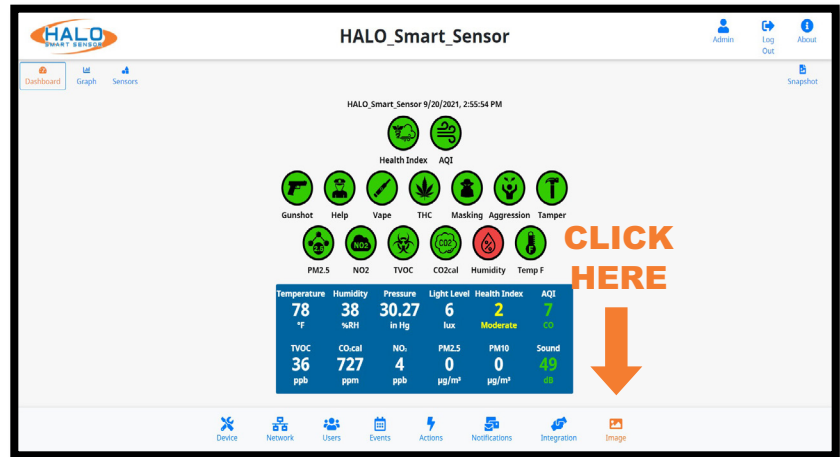 HALO
SMART SENSOR
HALO_Smart_Sensor
Admin
Log
Out
About
Dashboard
Graph
Sensors
Snapshot
HALO_Smart_Sensor 9/20/2021, 2:55:54 PM
Health Index AQI
Gunshot Help Vape THC Masking Aggression Tamper
2.5 NO2 CO2 % F
PM2.5 NO2 TVOC CO2cal Humidity Temp F
CLICK
HERE
Temperature Humidity Pressure Light Level Health Index AQI
78 38 30.27 6 2 7
°F %RH in Hg lux Moderate CO
TVOC CO₂cal NO₂ PM2.5 PM10 Sound
36 727 4 0 0 49
ppb ppm ppb µg/m³ µg/m³ dB
Device Network Users Events Actions Notifications Integration Image